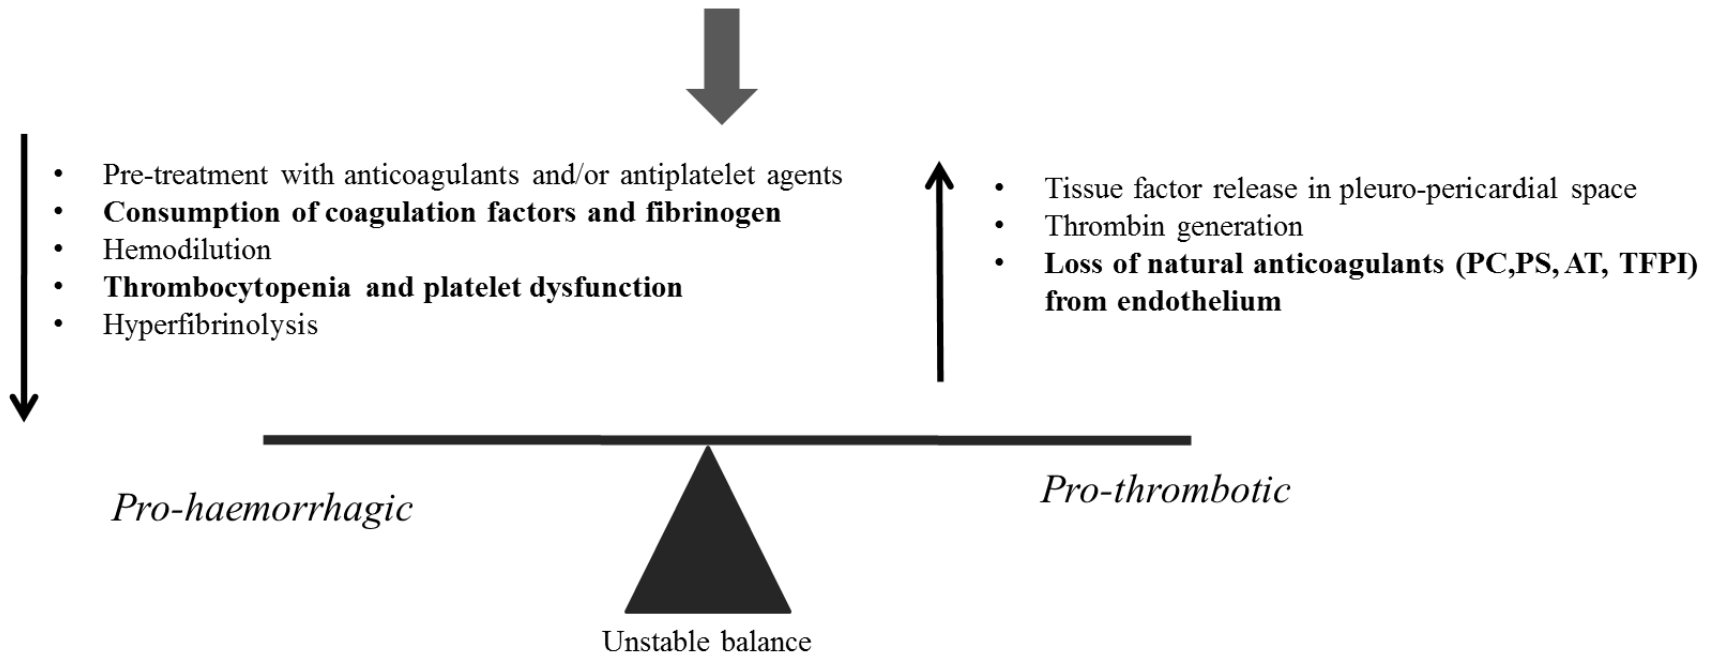 • Pre-treatment with anticoagulants and/or antiplatelet agents
• Consumption of coagulation factors and fibrinogen
• Hemodilution
• Thrombocytopenia and platelet dysfunction
• Hyperfibrinolysis
• Tissue factor release in pleuro-pericardial space
• Thrombin generation
• Loss of natural anticoagulants (PC,PS, AT, TFPI)
from endothelium
Pro-haemorrhagic
Pro-thrombotic
Unstable balance